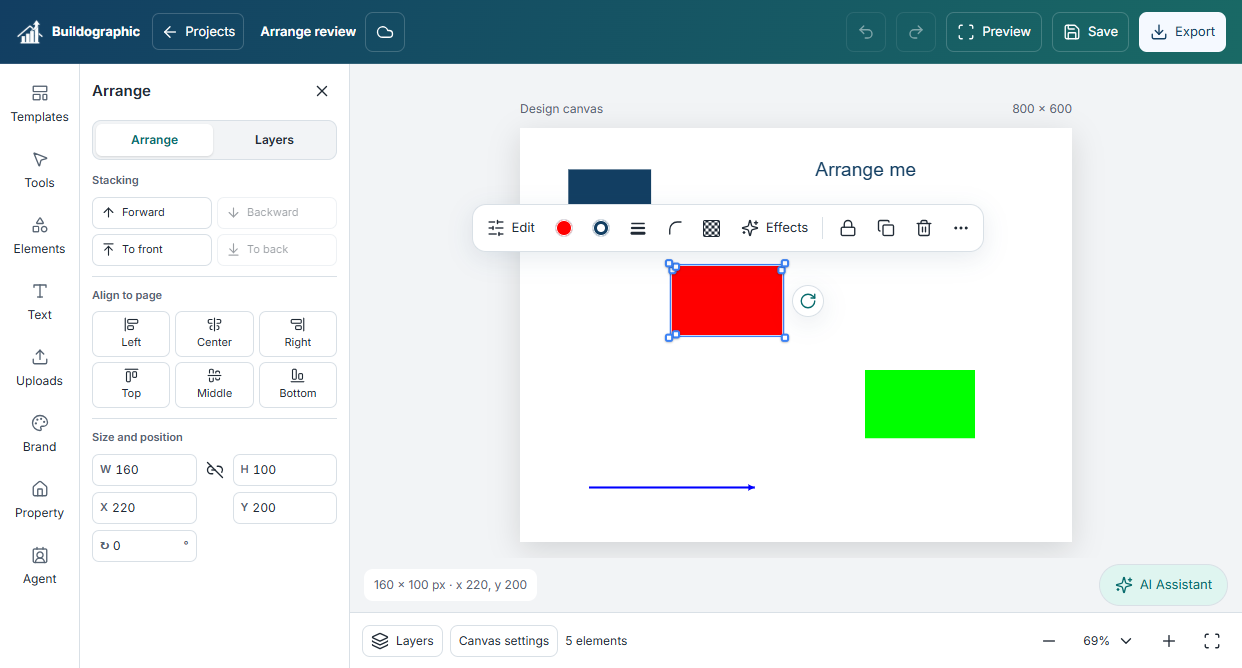 Buildographic
Projects
Arrange review
Preview
Save
Export
Templates
Tools
Elements
Text
Uploads
Brand
Property
Agent
Arrange
Arrange
Layers
Stacking
Forward
Backward
To front
To back
Align to page
Left
Center
Right
Top
Middle
Bottom
Size and position
W 160
H 100
X 220
Y 200
0 °
Design canvas
800 × 600
Arrange me
Edit
Effects
160 × 100 px · x 220, y 200
AI Assistant
Layers
Canvas settings
5 elements
69%